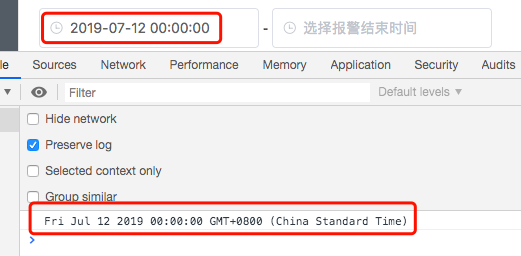 2019-07-12 00:00:00 - 选择报警结束时间
le Sources Network Performance Memory Application Security Audits
Filter Default levels ▼
Hide network
Preserve log
Selected context only
Group similar
Fri Jul 12 2019 00:00:00 GMT+0800 (China Standard Time)